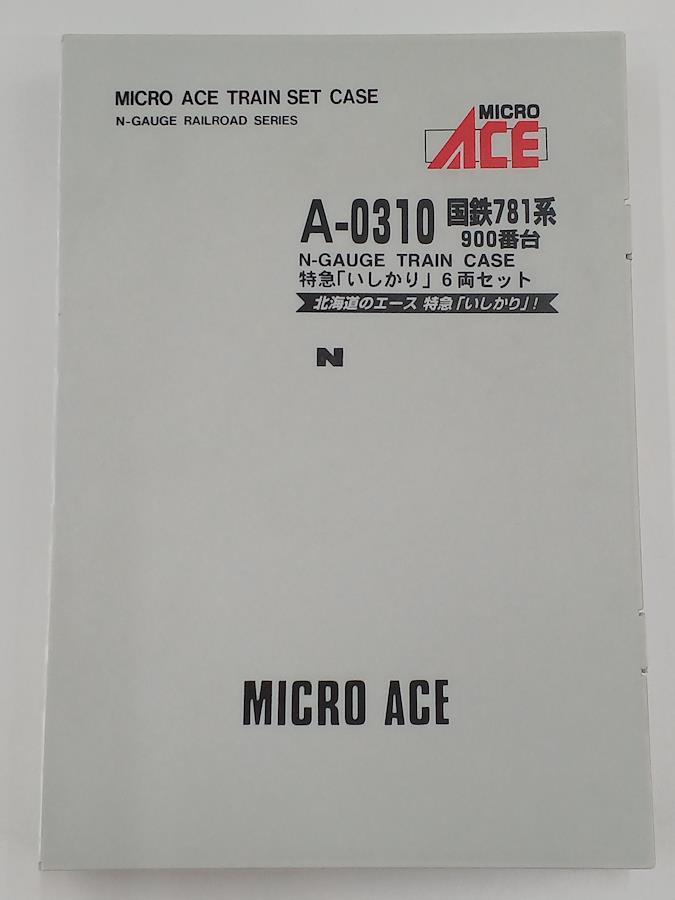 MICRO ACE TRAIN SET CASE
N-GAUGE RAILROAD SERIES
MICRO
ACE
A-0310 国鉄781系
900番台
N-GAUGE TRAIN CASE
特急「いしかり」6両セット
北海道のエース 特急「いしかり」!
N
MICRO ACE